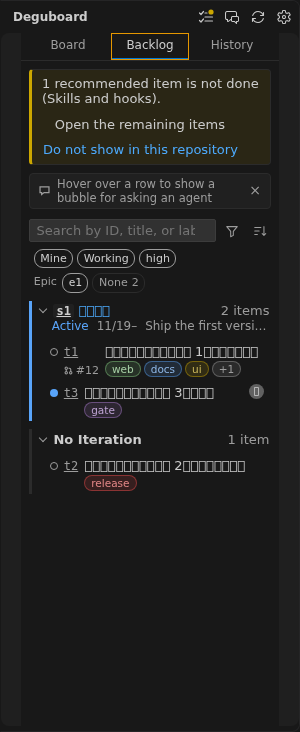 Deguboard
Board Backlog History
1 recommended item is not done
(Skills and hooks).
Open the remaining items
Do not show in this repository
Hover over a row to show a
bubble for asking an agent
Search by ID, title, or lat
Mine Working high
Epic e1 None 2
s1 2 items
Active 11/19– Ship the first versi…
t1 1
#12 web docs ui +1
t3 3
gate
No Iteration 1 item
t2 2
release